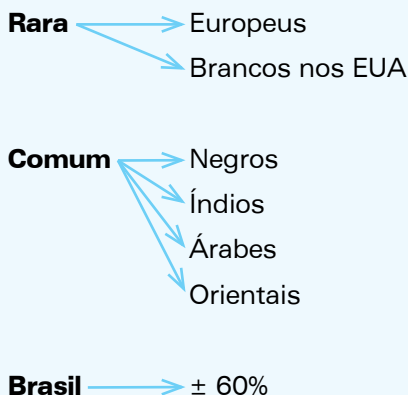 Rara Europeus
Brancos nos EUA
Comum Negros
Índios
Árabes
Orientais
Brasil ± 60%